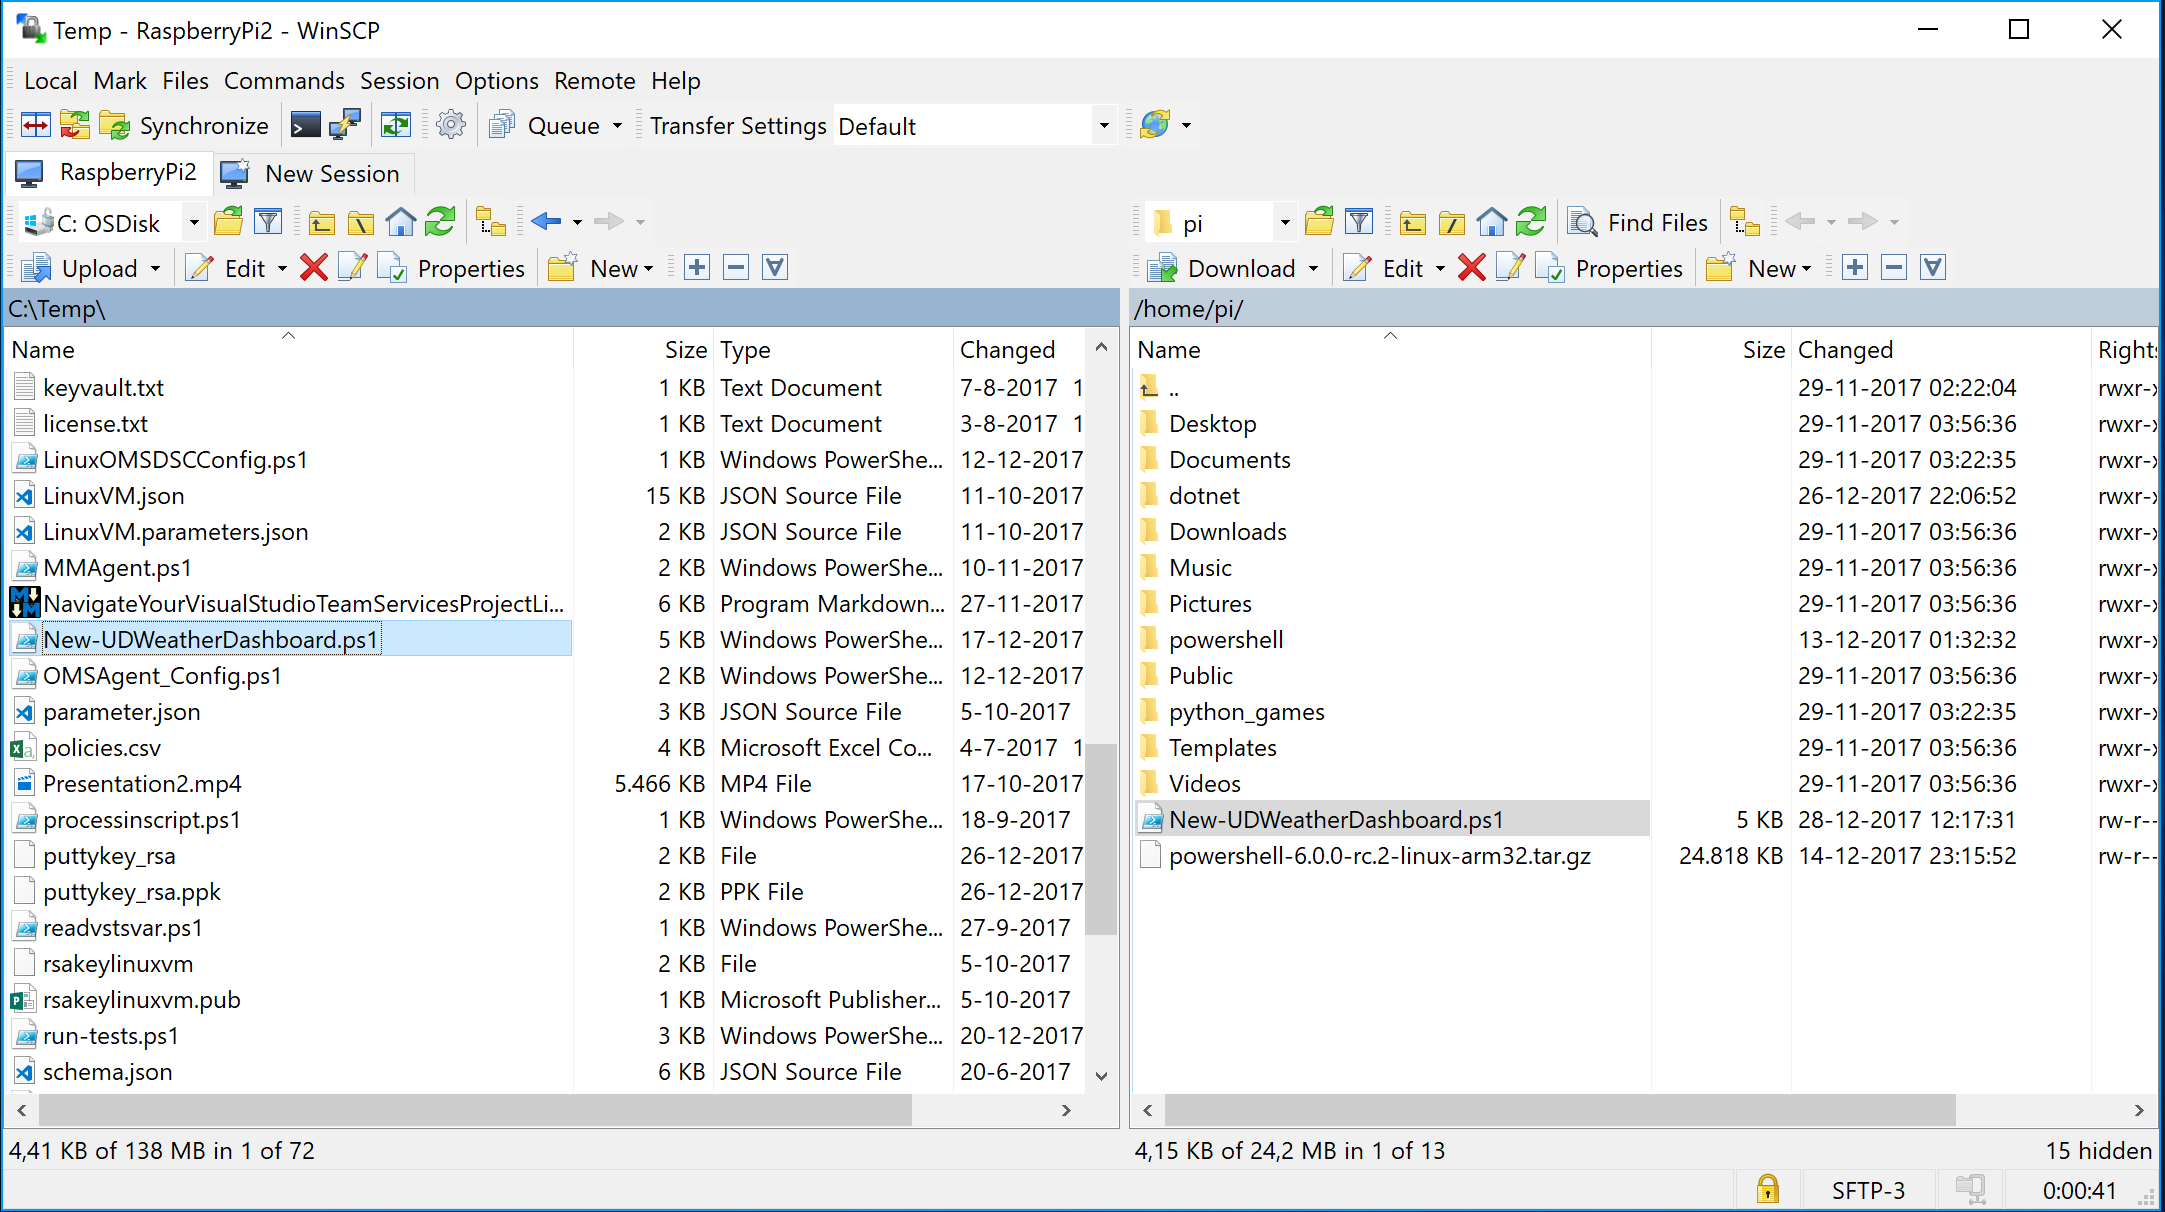 Temp - RaspberryPi2 - WinSCP
Local Mark Files Commands Session Options Remote Help
Synchronize Queue Transfer Settings Default
RaspberryPi2 New Session
C: OSDisk
Upload Edit Properties New
C:\Temp\
Name Size Type Changed
keyvault.txt 1 KB Text Document 7-8-2017 1
license.txt 1 KB Text Document 3-8-2017 1
LinuxOMSDSCConfig.ps1 1 KB Windows PowerShe... 12-12-2017
LinuxVM.json 15 KB JSON Source File 11-10-2017
LinuxVM.parameters.json 2 KB JSON Source File 11-10-2017
MMAgent.ps1 2 KB Windows PowerShe... 10-11-2017
NavigateYourVisualStudioTeamServicesProjectLi... 6 KB Program Markdown... 27-11-2017
New-UDWeatherDashboard.ps1 5 KB Windows PowerShe... 17-12-2017
OMSAgent_Config.ps1 2 KB Windows PowerShe... 12-12-2017
parameter.json 3 KB JSON Source File 5-10-2017
policies.csv 4 KB Microsoft Excel Co... 4-7-2017 1
Presentation2.mp4 5.466 KB MP4 File 17-10-2017
processinscript.ps1 1 KB Windows PowerShe... 18-9-2017
puttykey_rsa 2 KB File 26-12-2017
puttykey_rsa.ppk 2 KB PPK File 26-12-2017
readvstsvar.ps1 1 KB Windows PowerShe... 27-9-2017
rsakeylinuxvm 2 KB File 5-10-2017
rsakeylinuxvm.pub 1 KB Microsoft Publisher... 5-10-2017
run-tests.ps1 3 KB Windows PowerShe... 20-12-2017
schema.json 6 KB JSON Source File 20-6-2017
4,41 KB of 138 MB in 1 of 72
pi Find Files
Download Edit Properties New
/home/pi/
Name Size Changed Rights
.. 29-11-2017 02:22:04 rwxr-x
Desktop 29-11-2017 03:56:36 rwxr-x
Documents 29-11-2017 03:22:35 rwxr-x
dotnet 26-12-2017 22:06:52 rwxr-x
Downloads 29-11-2017 03:56:36 rwxr-x
Music 29-11-2017 03:56:36 rwxr-x
Pictures 29-11-2017 03:56:36 rwxr-x
powershell 13-12-2017 01:32:32 rwxr-x
Public 29-11-2017 03:56:36 rwxr-x
python_games 29-11-2017 03:22:35 rwxr-x
Templates 29-11-2017 03:56:36 rwxr-x
Videos 29-11-2017 03:56:36 rwxr-x
New-UDWeatherDashboard.ps1 5 KB 28-12-2017 12:17:31 rw-r--
powershell-6.0.0-rc.2-linux-arm32.tar.gz 24.818 KB 14-12-2017 23:15:52 rw-r--
4,15 KB of 24,2 MB in 1 of 13 15 hidden
SFTP-3 0:00:41